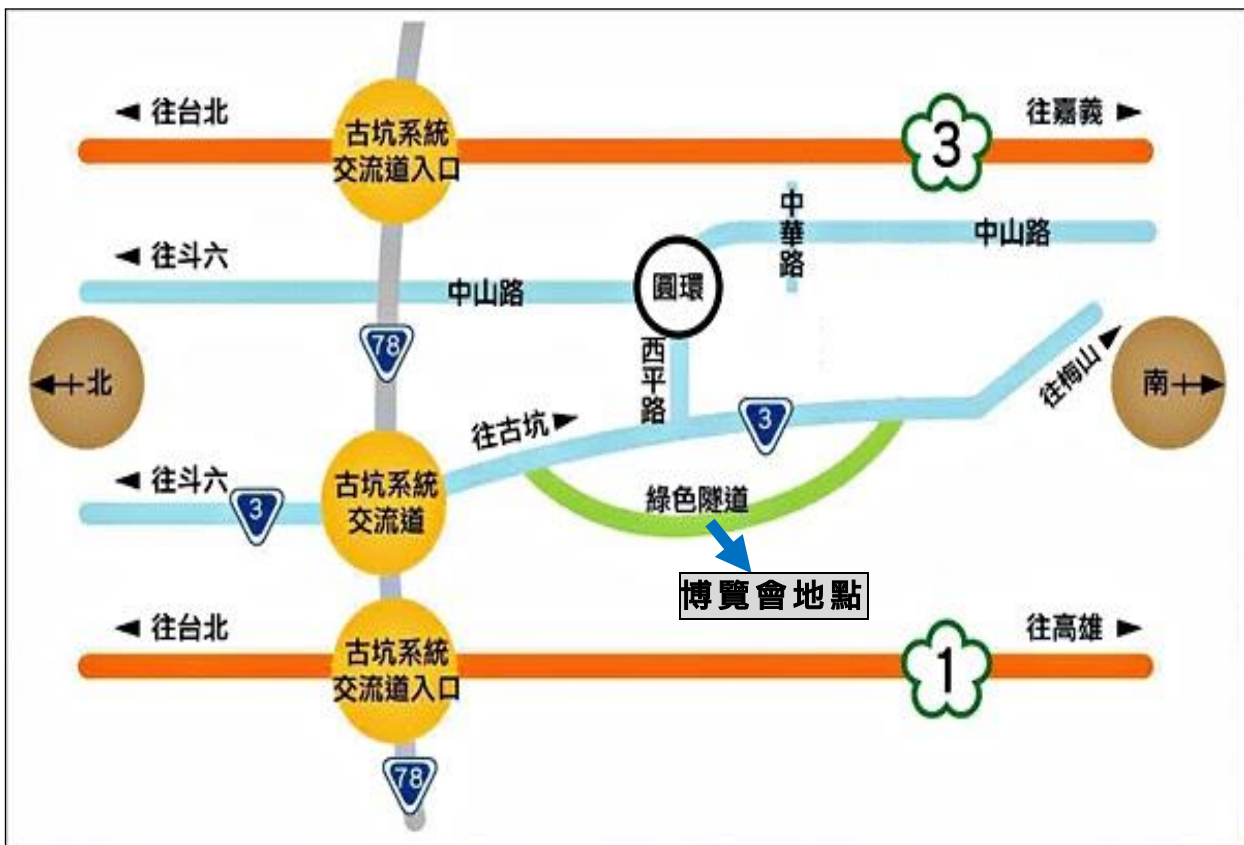 往台北
古坑系統
交流道入口
3
往嘉義
往斗六
中山路
圓環
中華路
中山路
78
西平路
北
往古坑
3
往梅山
南
往斗六
3
古坑系統
交流道
綠色隧道
博覽會地點
往台北
古坑系統
交流道入口
1
往高雄
78